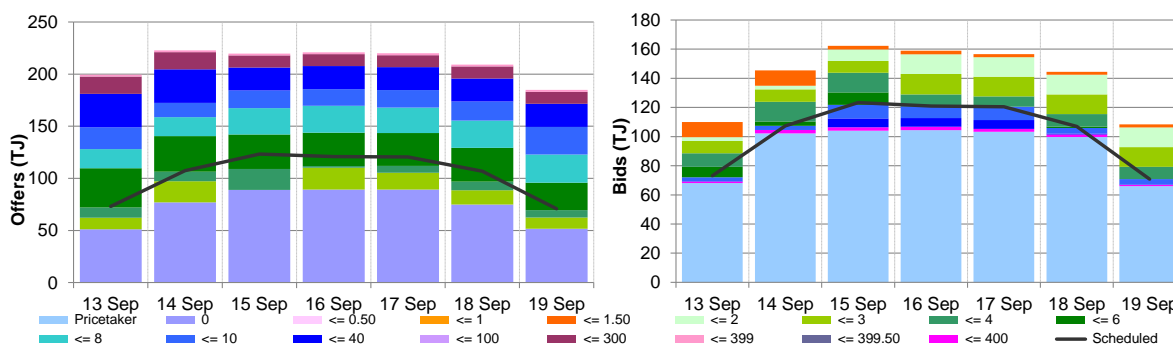 250
200
150
100
50
0
Offers (TJ)
13 Sep 14 Sep 15 Sep 16 Sep 17 Sep 18 Sep 19 Sep
180
160
140
120
100
80
60
40
20
0
Bids (TJ)
13 Sep 14 Sep 15 Sep 16 Sep 17 Sep 18 Sep 19 Sep
Pricetaker 0 <= 0.50 <= 1 <= 1.50 <= 2 <= 3 <= 4 <= 6
<= 8 <= 10 <= 40 <= 100 <= 300 <= 399 <= 399.50 <= 400 Scheduled